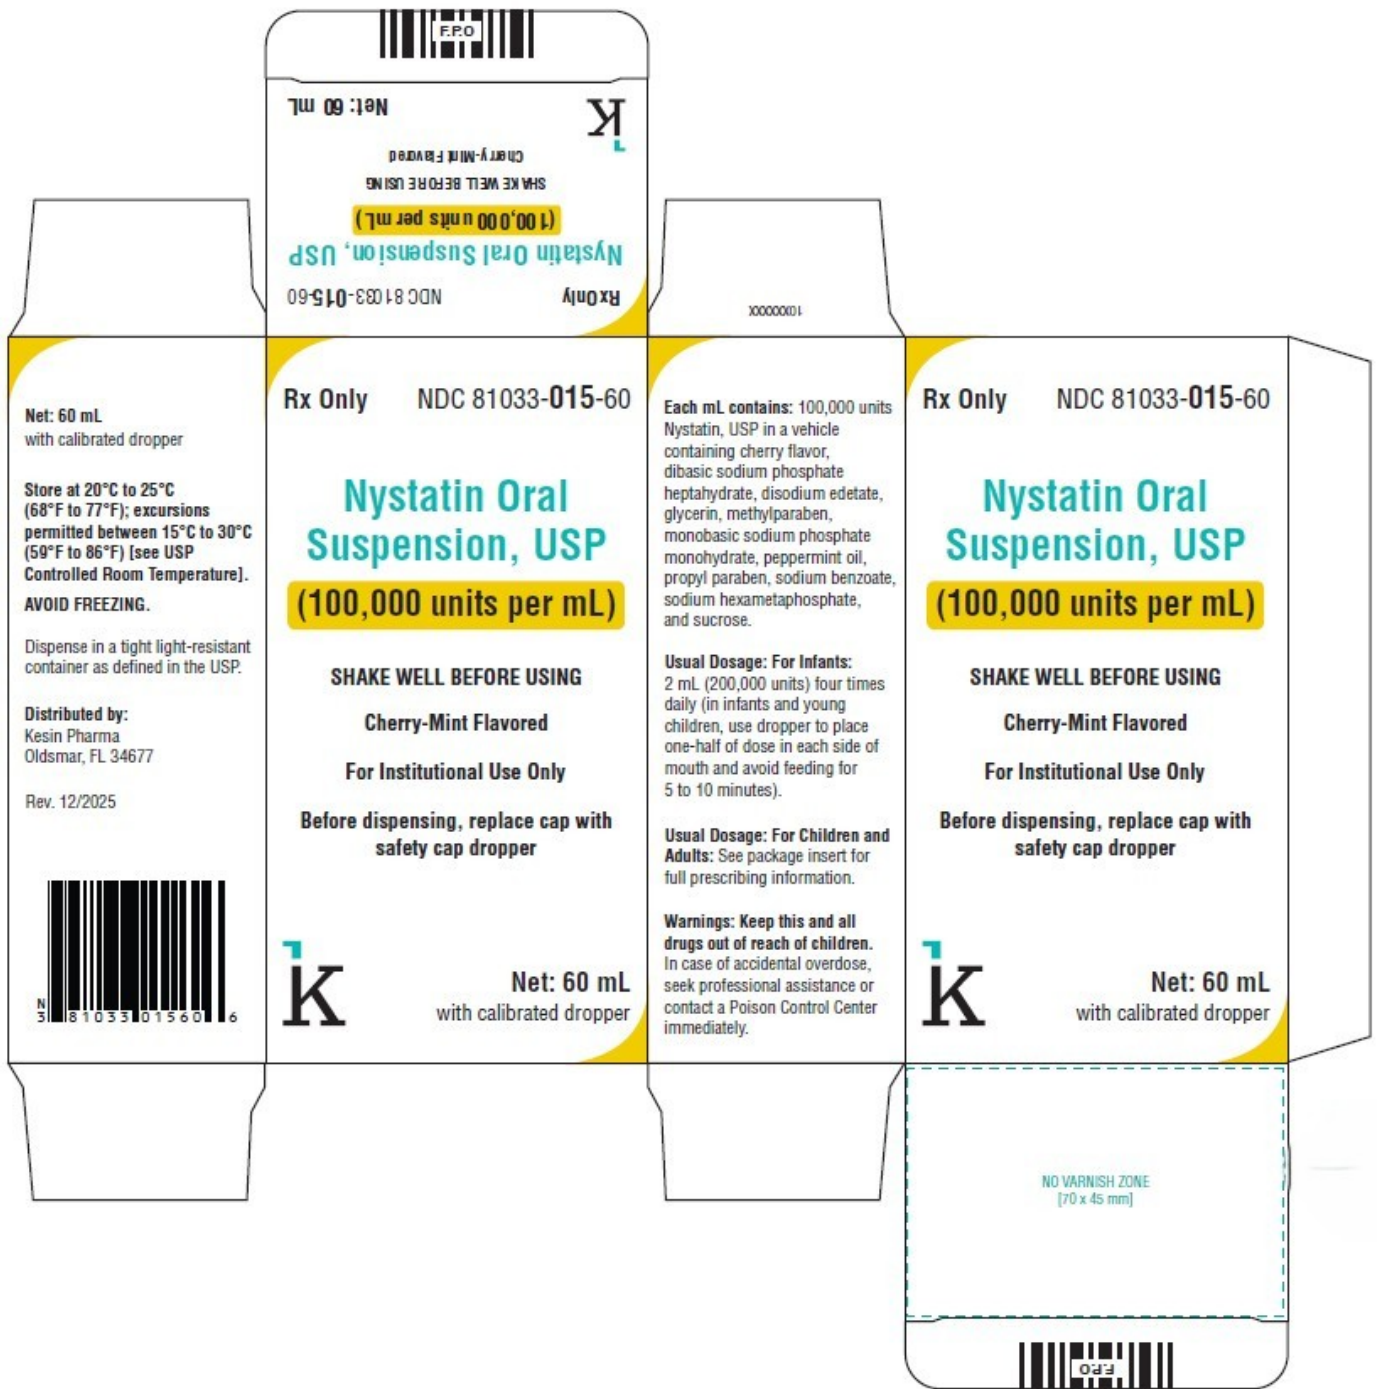 F.P.O
Net: 60 mL
k
Cherry-Mint Flavored
SHAKE WELL BEFORE USING
(100,000 units per mL)
Nystatin Oral Suspension, USP
Rx Only NDC 81033-015-60
10XXXXXX
Net: 60 mL
with calibrated dropper
Store at 20°C to 25°C
(68°F to 77°F); excursions
permitted between 15°C to 30°C
(59°F to 86°F) [see USP
Controlled Room Temperature].
AVOID FREEZING.
Dispense in a tight light-resistant
container as defined in the USP.
Distributed by:
Kesin Pharma
Oldsmar, FL 34677
Rev. 12/2025
N
3 81033 01560 6
Rx Only NDC 81033-015-60
Nystatin Oral
Suspension, USP
(100,000 units per mL)
SHAKE WELL BEFORE USING
Cherry-Mint Flavored
For Institutional Use Only
Before dispensing, replace cap with
safety cap dropper
k
Net: 60 mL
with calibrated dropper
Each mL contains: 100,000 units
Nystatin, USP in a vehicle
containing cherry flavor,
dibasic sodium phosphate
heptahydrate, disodium edetate,
glycerin, methylparaben,
monobasic sodium phosphate
monohydrate, peppermint oil,
propyl paraben, sodium benzoate,
sodium hexametaphosphate,
and sucrose.
Usual Dosage: For Infants:
2 mL (200,000 units) four times
daily (in infants and young
children, use dropper to place
one-half of dose in each side of
mouth and avoid feeding for
5 to 10 minutes).
Usual Dosage: For Children and
Adults: See package insert for
full prescribing information.
Warnings: Keep this and all
drugs out of reach of children.
In case of accidental overdose,
seek professional assistance or
contact a Poison Control Center
immediately.
Rx Only NDC 81033-015-60
Nystatin Oral
Suspension, USP
(100,000 units per mL)
SHAKE WELL BEFORE USING
Cherry-Mint Flavored
For Institutional Use Only
Before dispensing, replace cap with
safety cap dropper
k
Net: 60 mL
with calibrated dropper
NO VARNISH ZONE
[70 x 45 mm]
F.P.O